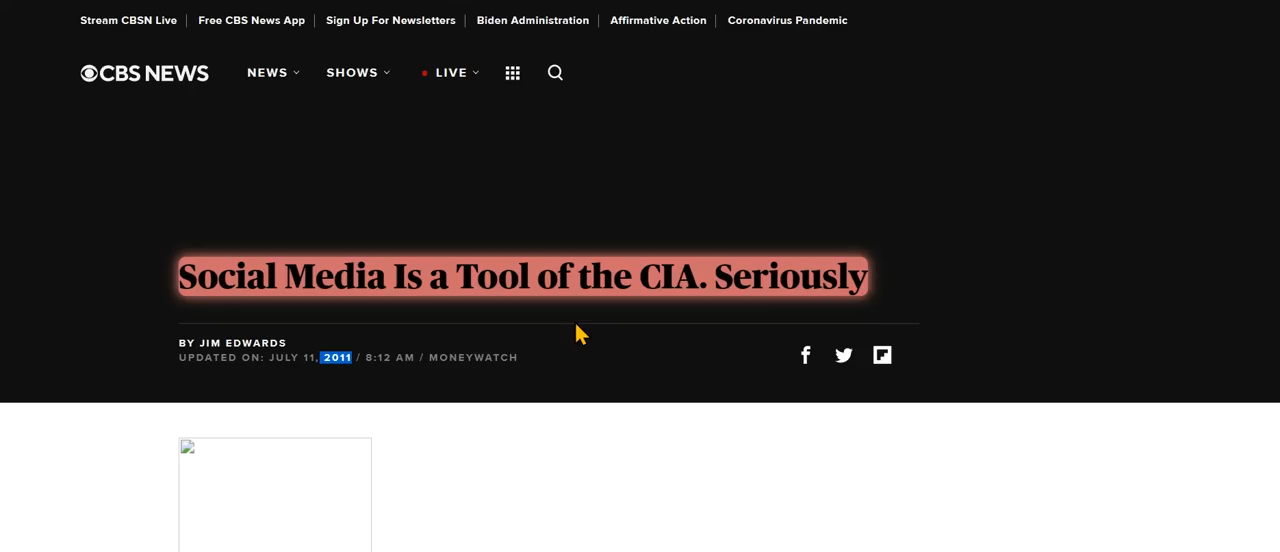 Stream CBSN Live Free CBS News App Sign Up For Newsletters Biden Administration Affirmative Action Coronavirus Pandemic
CBS NEWS NEWS SHOWS LIVE
Social Media Is a Tool of the CIA. Seriously
BY JIM EDWARDS
UPDATED ON: JULY 11, 2011 / 8:12 AM / MONEYWATCH